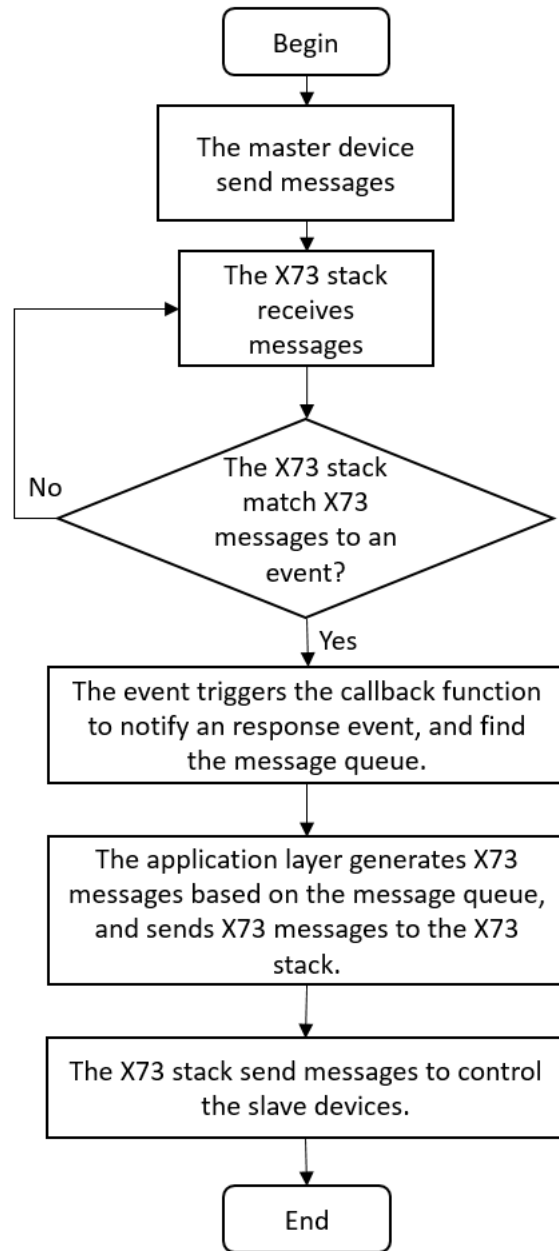 Begin
The master device
send messages
The X73 stack
receives
messages
No
The X73 stack
match X73
messages to an
event?
Yes
The event triggers the callback function
to notify an response event, and find
the message queue.
The application layer generates X73
messages based on the message queue,
and sends X73 messages to the X73
stack.
The X73 stack send messages to control
the slave devices.
End